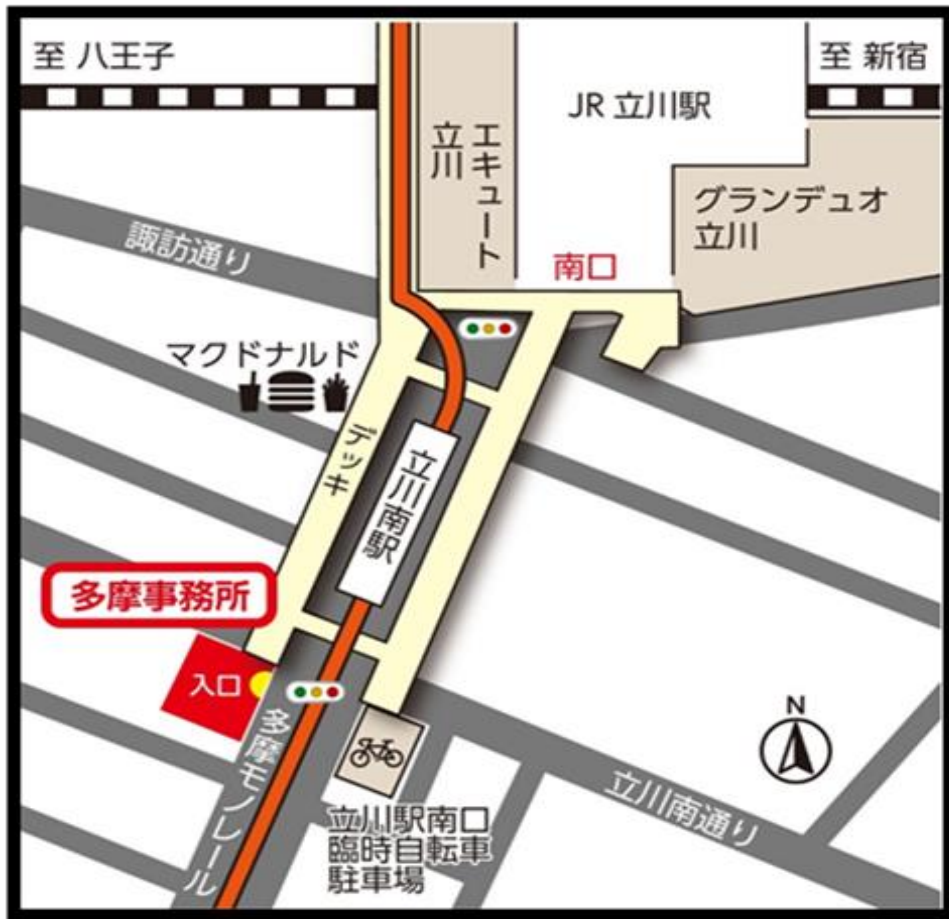 至 八王子
至 新宿
JR 立川駅
エキュート
立川
グランデュオ
立川
南口
諏訪通り
マクドナルド
デッキ
立川南駅
多摩事務所
入口
多摩モノレール
N
立川南通り
立川駅南口
臨時自転車
駐車場